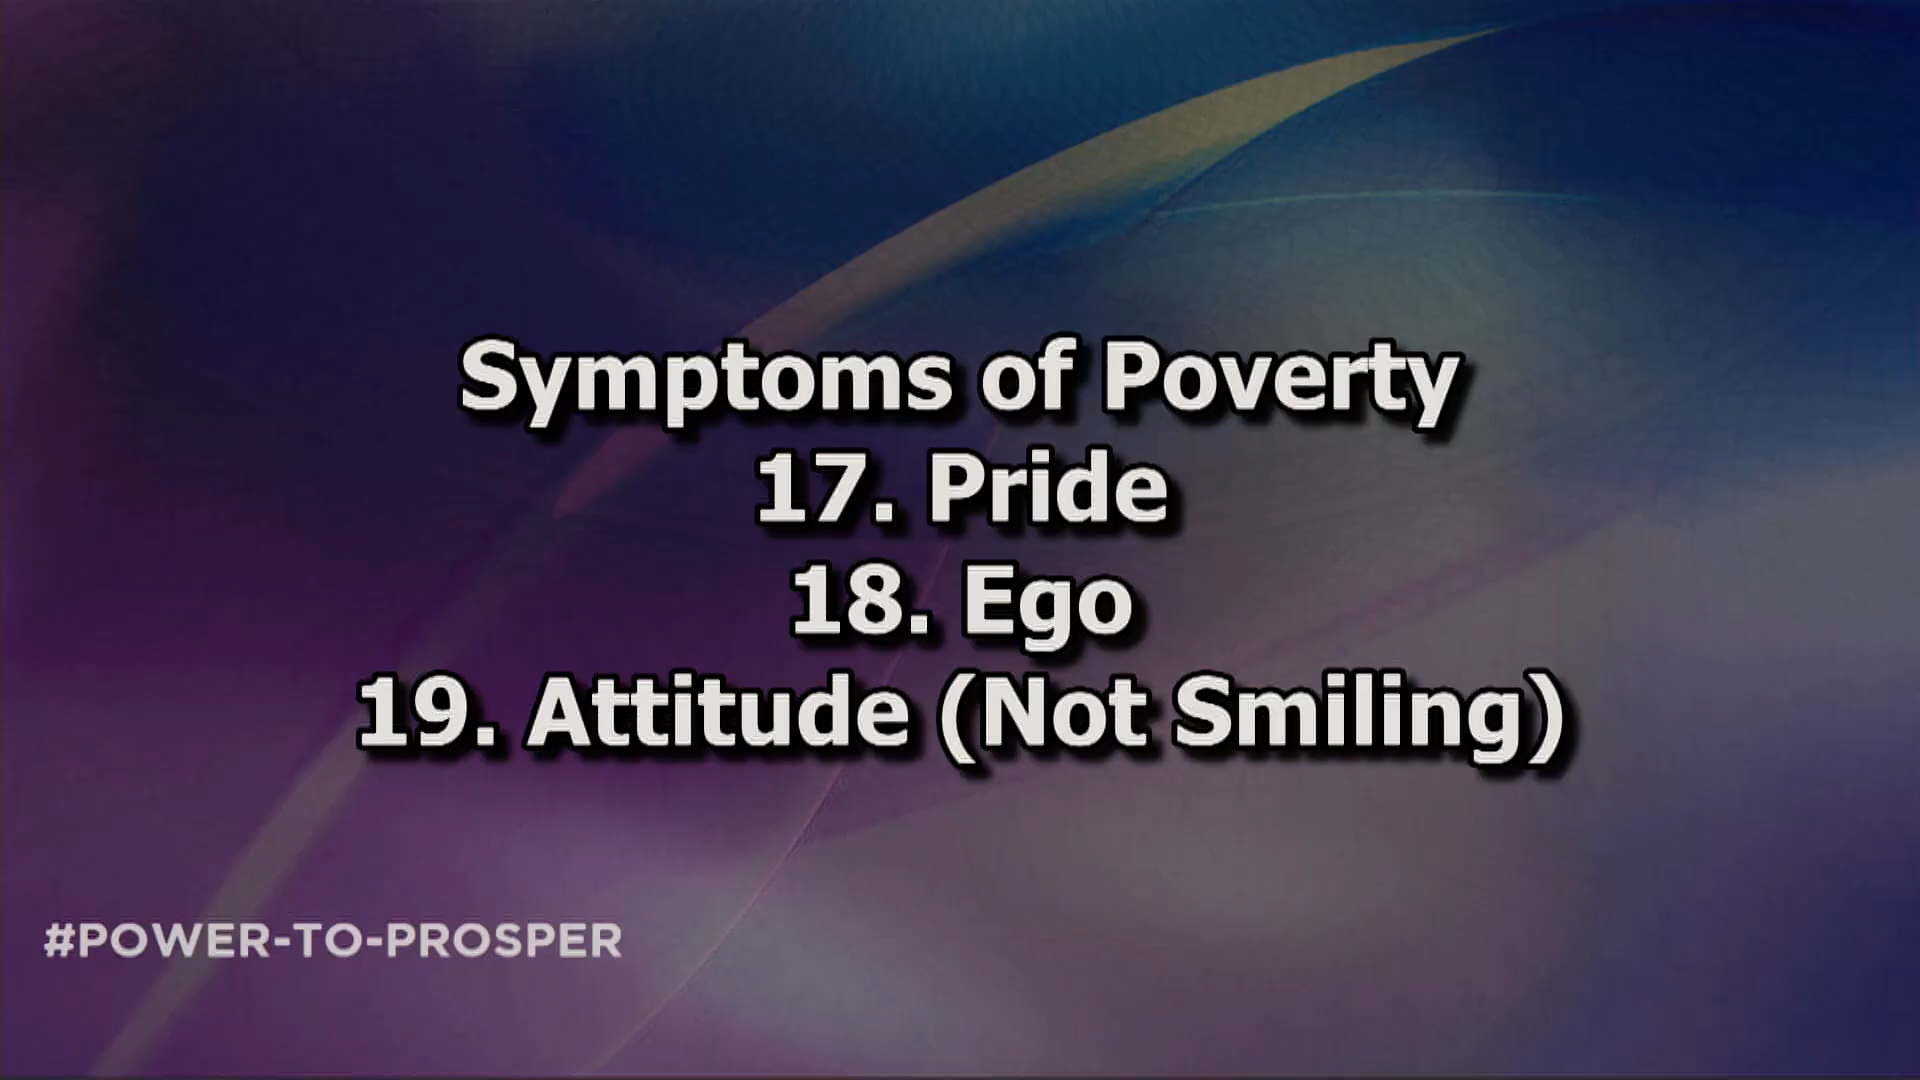 Symptoms of Poverty
17. Pride
18. Ego
19. Attitude (Not Smiling)
#POWER-TO-PROSPER